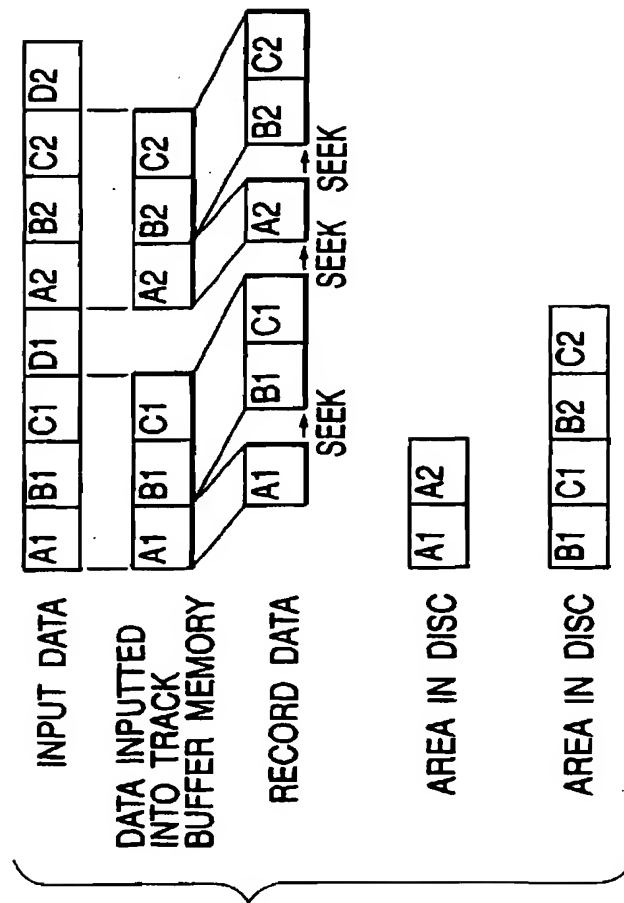 INPUT DATA
A1 B1 C1 D1 A2 B2 C2 D2
DATA INPUTTED
INTO TRACK
BUFFER MEMORY
A1 B1 C1 A2 B2 C2
RECORD DATA
A1 B1 C1 A2 B2 C2
SEEK SEEK SEEK
AREA IN DISC
A1 A2
AREA IN DISC
B1 C1 B2 C2